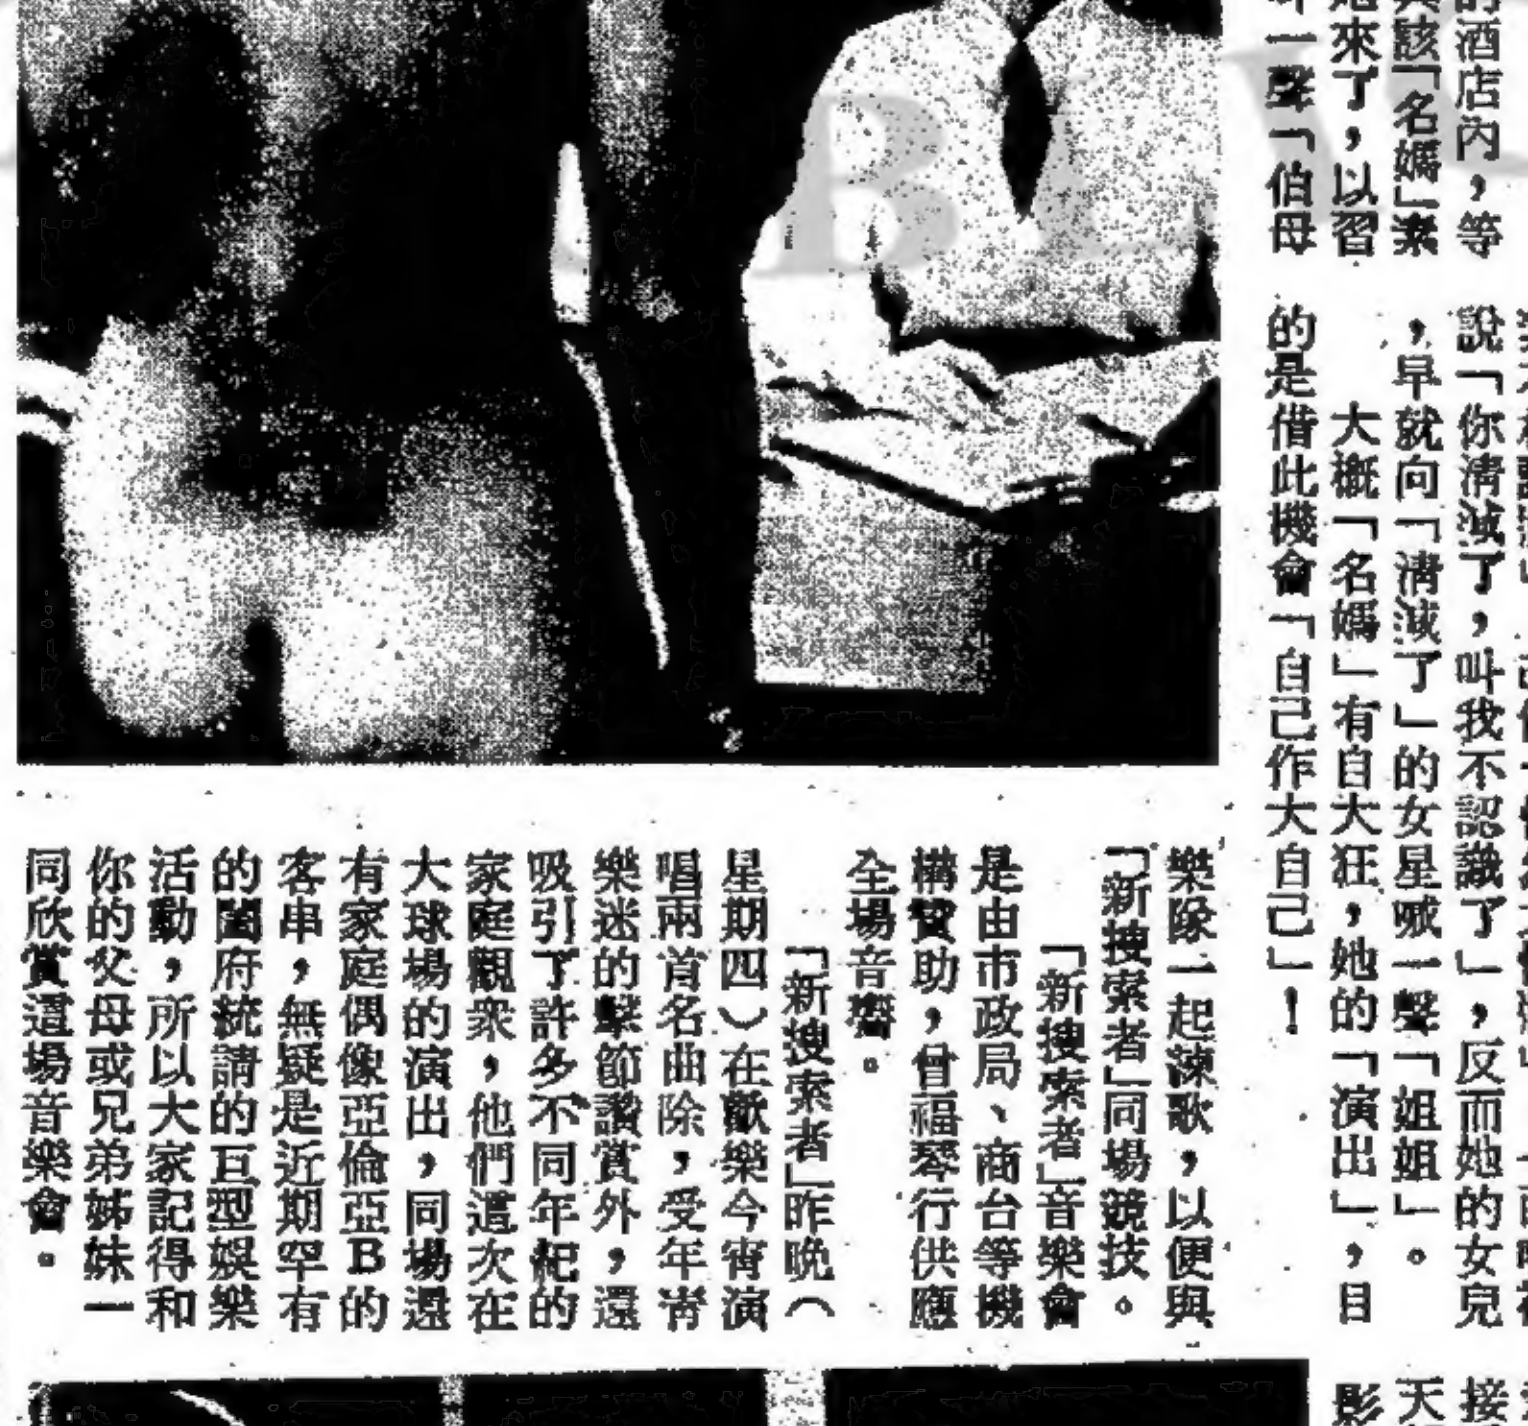 的酒店內，等
該「名媽」來
來了，以習
一聲「伯母
說「你清減了，叫我不認識了」，反而她的女兒
，早就向「清減了」的女星喊一聲「姐姐」。
大概「名媽」有自大狂，她的「演出」，目
的是借此機會「自己作大自己」！
樂隊一起練歌，以便與
「新搜索者」同場競技。
「新搜索者」音樂會
是由市政局、商台等機
構贊助，曾福琴行供應
全場音響。
「新搜索者」昨晚（
星期四）在歡樂今宵演
唱兩首名曲除，受年靑
樂迷的擊節讚賞外，還
吸引了許多不同年紀的
家庭觀衆，他們這次在
大球場的演出，同場還
有家庭偶像亞倫亞B的
客串，無疑是近期罕有
的闔府統請的巨型娛樂
活動，所以大家記得和
你的父母或兄弟姊妹一
同欣賞這場音樂會。
接
天
影